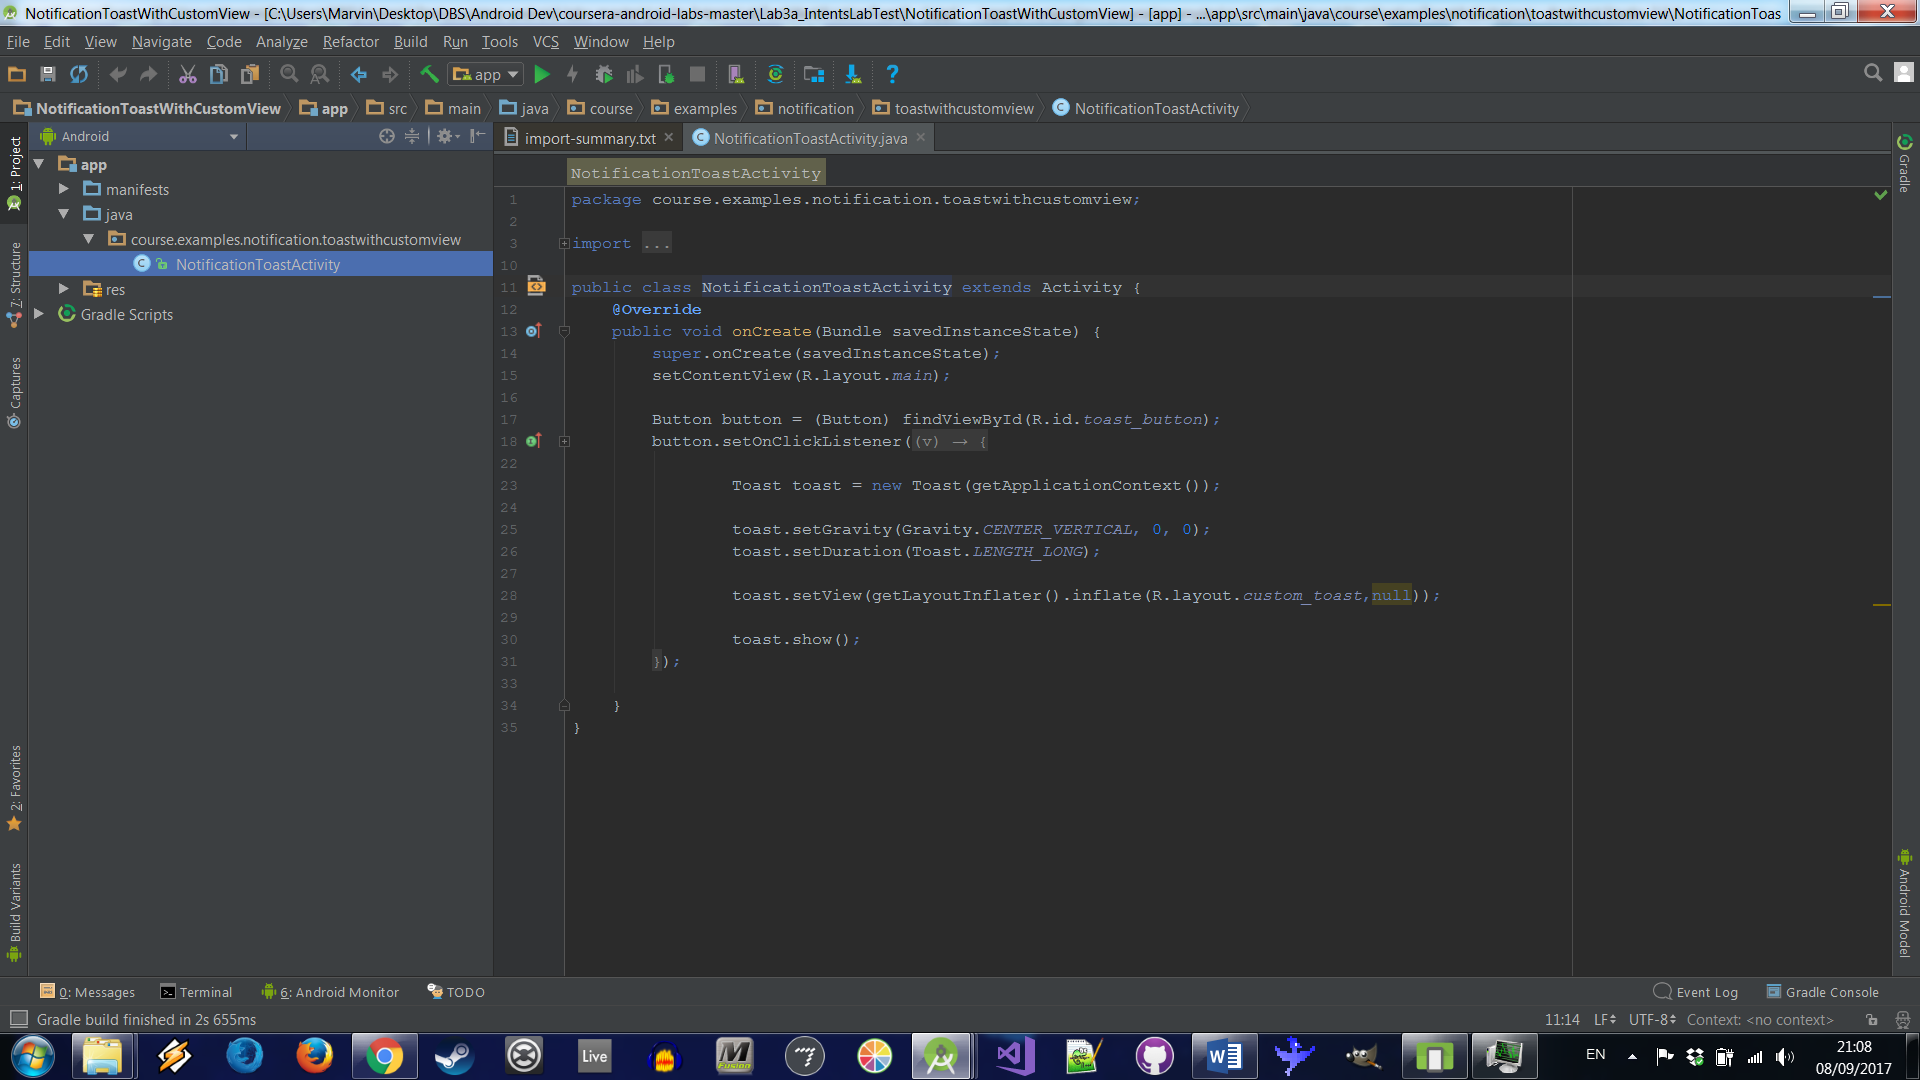 NotificationToastWithCustomView - [C:\Users\Marvin\Desktop\DBS\Android Dev\coursera-android-labs-master\Lab3a_IntentsLabTest\NotificationToastWithCustomView] - [app] - ...\app\src\main\java\course\examples\notification\toastwithcustomview\NotificationToas
File Edit View Navigate Code Analyze Refactor Build Run Tools VCS Window Help
app
NotificationToastWithCustomView app src main java course examples notification toastwithcustomview NotificationToastActivity
Android
import-summary.txt NotificationToastActivity.java
1: Project
7: Structure
Captures
2: Favorites
Build Variants
app
manifests
java
course.examples.notification.toastwithcustomview
NotificationToastActivity
res
Gradle Scripts
NotificationToastActivity
1 package course.examples.notification.toastwithcustomview;
2
3 import ...
10
11 public class NotificationToastActivity extends Activity {
12 @Override
13 public void onCreate(Bundle savedInstanceState) {
14 super.onCreate(savedInstanceState);
15 setContentView(R.layout.main);
16
17 Button button = (Button) findViewById(R.id.toast_button);
18 button.setOnClickListener((v) → {
22
23 Toast toast = new Toast(getApplicationContext());
24
25 toast.setGravity(Gravity.CENTER_VERTICAL, 0, 0);
26 toast.setDuration(Toast.LENGTH_LONG);
27
28 toast.setView(getLayoutInflater().inflate(R.layout.custom_toast,null));
29
30 toast.show();
31 });
33
34 }
35 }
Gradle
Android Model
0: Messages Terminal 6: Android Monitor TODO Event Log Gradle Console
Gradle build finished in 2s 655ms 11:14 LF UTF-8 Context: <no context>
Live
EN
21:08
08/09/2017